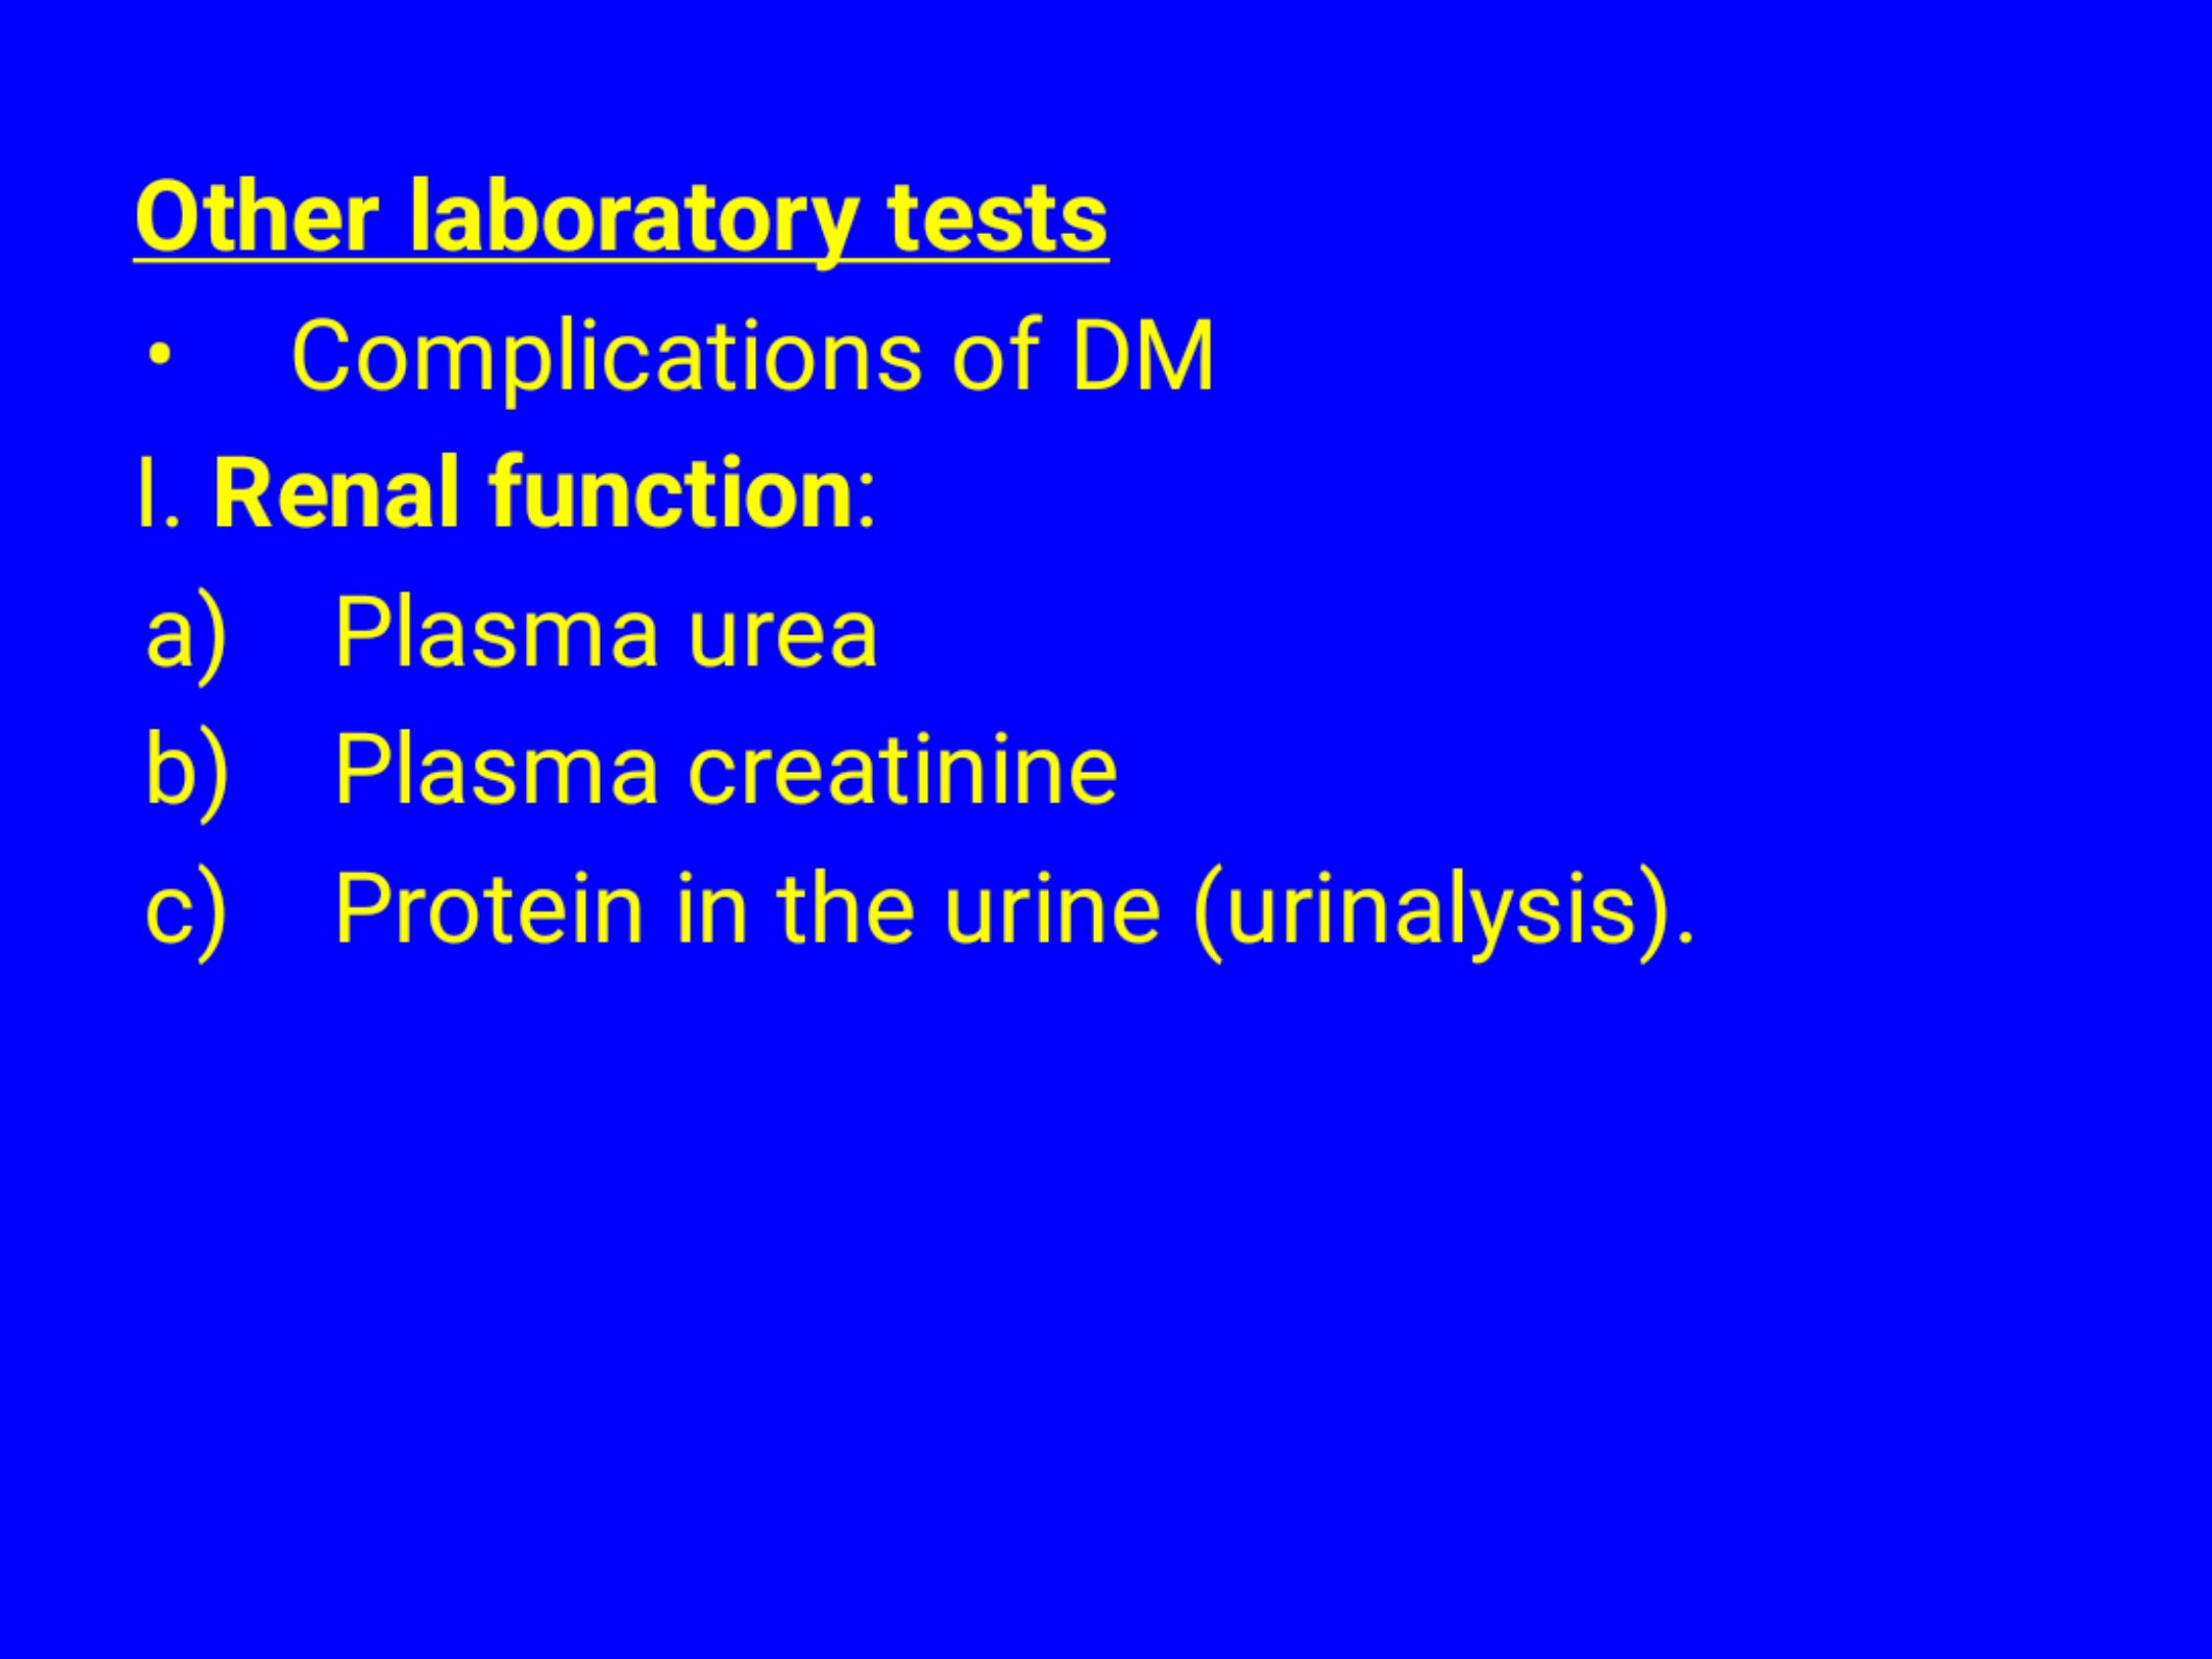 Other laboratory tests
• Complications of DM
I. Renal function:
a) Plasma urea
b) Plasma creatinine
c) Protein in the urine (urinalysis).